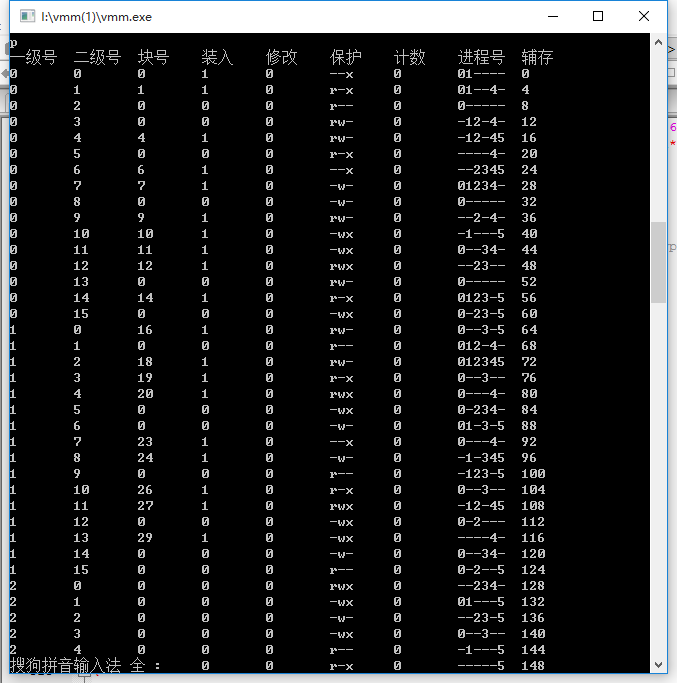 I:\vmm(1)\vmm.exe
p
一级号 二级号 块号 装入 修改 保护 计数 进程号 辅存
0 0 0 1 0 --x 0 01---- 0
0 1 1 1 0 r-x 0 01--4- 4
0 2 0 0 0 r-- 0 0----- 8
0 3 0 0 0 rw- 0 -12-4- 12
0 4 4 1 0 rw- 0 -12-45 16
0 5 0 0 0 r-x 0 ----4- 20
0 6 6 1 0 --x 0 --2345 24
0 7 7 1 0 -w- 0 01234- 28
0 8 0 0 0 -w- 0 0----- 32
0 9 9 1 0 rw- 0 --2-4- 36
0 10 10 1 0 -wx 0 -1---5 40
0 11 11 1 0 -wx 0 0--34- 44
0 12 12 1 0 rwx 0 --23-- 48
0 13 0 0 0 rw- 0 0----- 52
0 14 14 1 0 r-x 0 0123-5 56
0 15 0 0 0 -wx 0 0-23-5 60
1 0 16 1 0 rw- 0 0--3-5 64
1 1 0 0 0 r-- 0 012-4- 68
1 2 18 1 0 rw- 0 012345 72
1 3 19 1 0 r-x 0 0--3-- 76
1 4 20 1 0 rwx 0 0---4- 80
1 5 0 0 0 -wx 0 0-234- 84
1 6 0 0 0 -w- 0 01-3-5 88
1 7 23 1 0 --x 0 0---4- 92
1 8 24 1 0 -w- 0 -1-345 96
1 9 0 0 0 r-- 0 -123-5 100
1 10 26 1 0 r-x 0 0--3-- 104
1 11 27 1 0 rwx 0 -12-45 108
1 12 0 0 0 -wx 0 0-2--- 112
1 13 29 1 0 -wx 0 ----4- 116
1 14 0 0 0 -w- 0 0--34- 120
1 15 0 0 0 r-- 0 0-2--5 124
2 0 0 0 0 rwx 0 --234- 128
2 1 0 0 0 -wx 0 01---5 132
2 2 0 0 0 -w- 0 --23-5 136
2 3 0 0 0 -wx 0 0--3-- 140
2 4 0 0 0 r-- 0 -1---5 144
搜狗拼音输入法 全 : 0 0 r-x 0 -----5 148
6
*
p